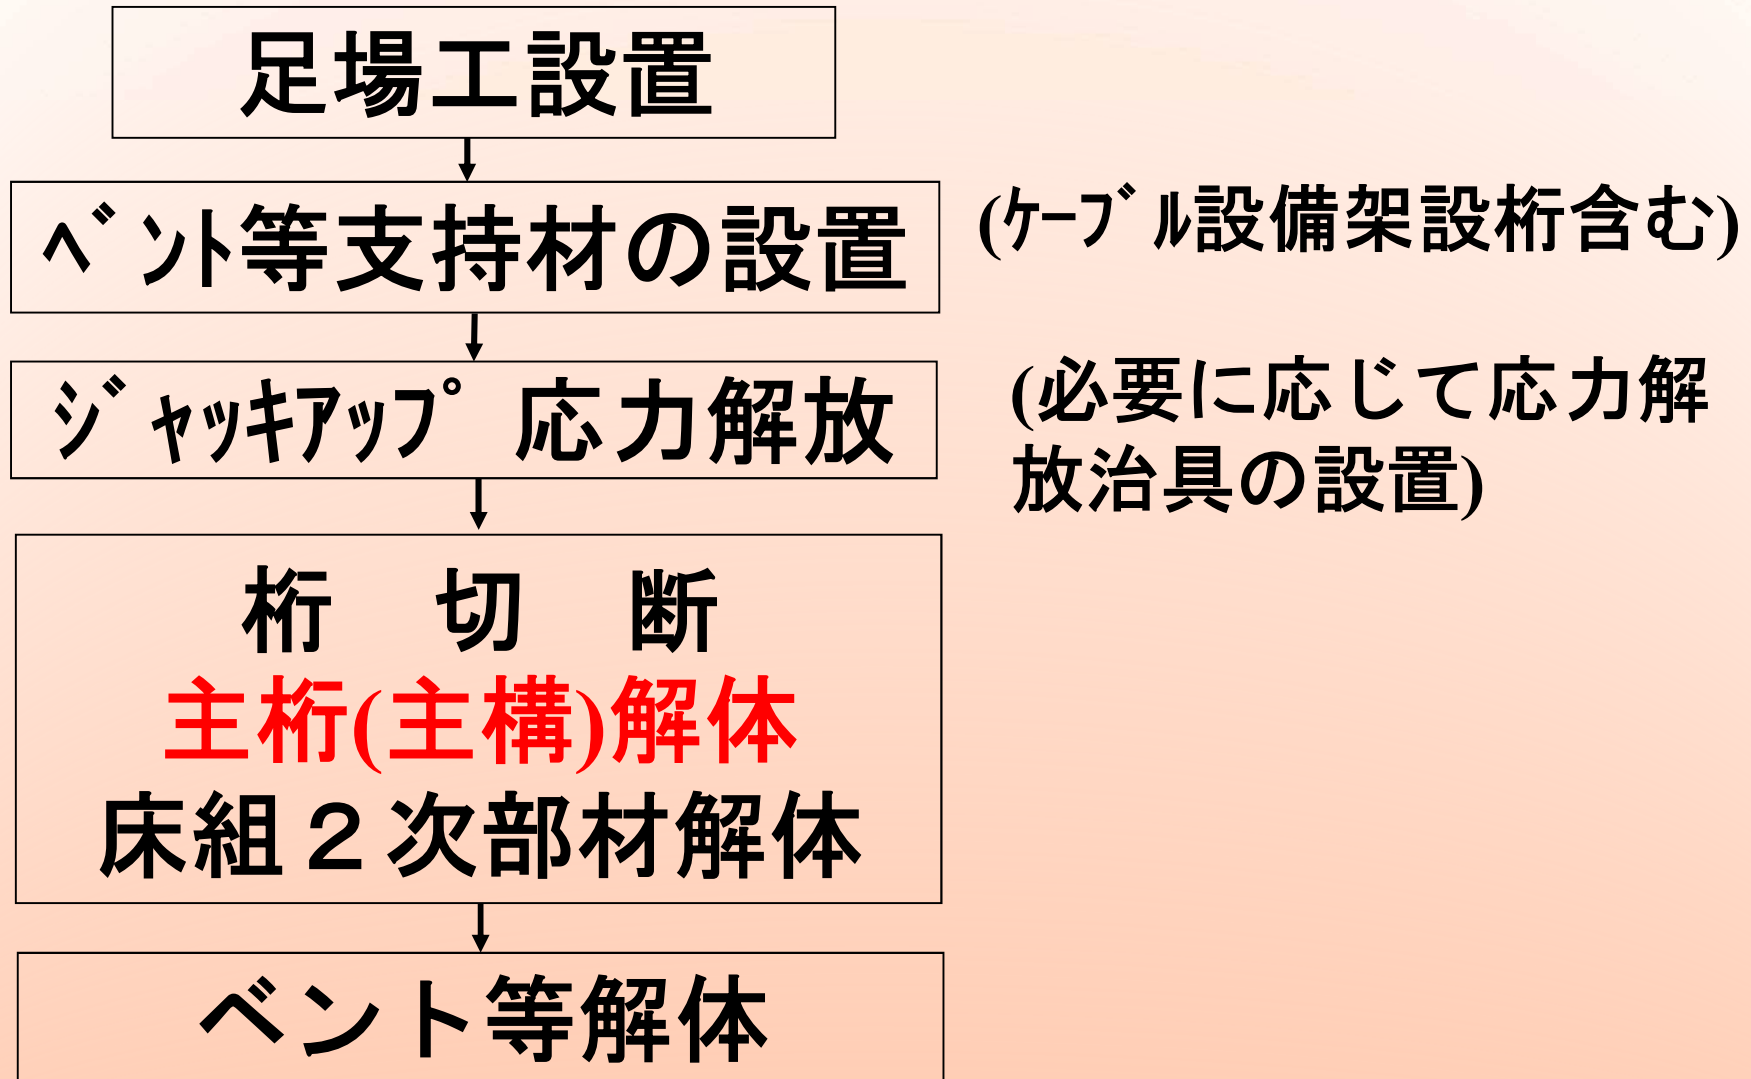 足場工設置
ﾍﾞﾝﾄ等支持材の設置
(ｹｰﾌﾞﾙ設備架設桁含む)
ｼﾞｬｯｷｱｯﾌﾟ応力解放
(必要に応じて応力解
放治具の設置)
桁　切　断
主桁(主構)解体
床組２次部材解体
ベント等解体